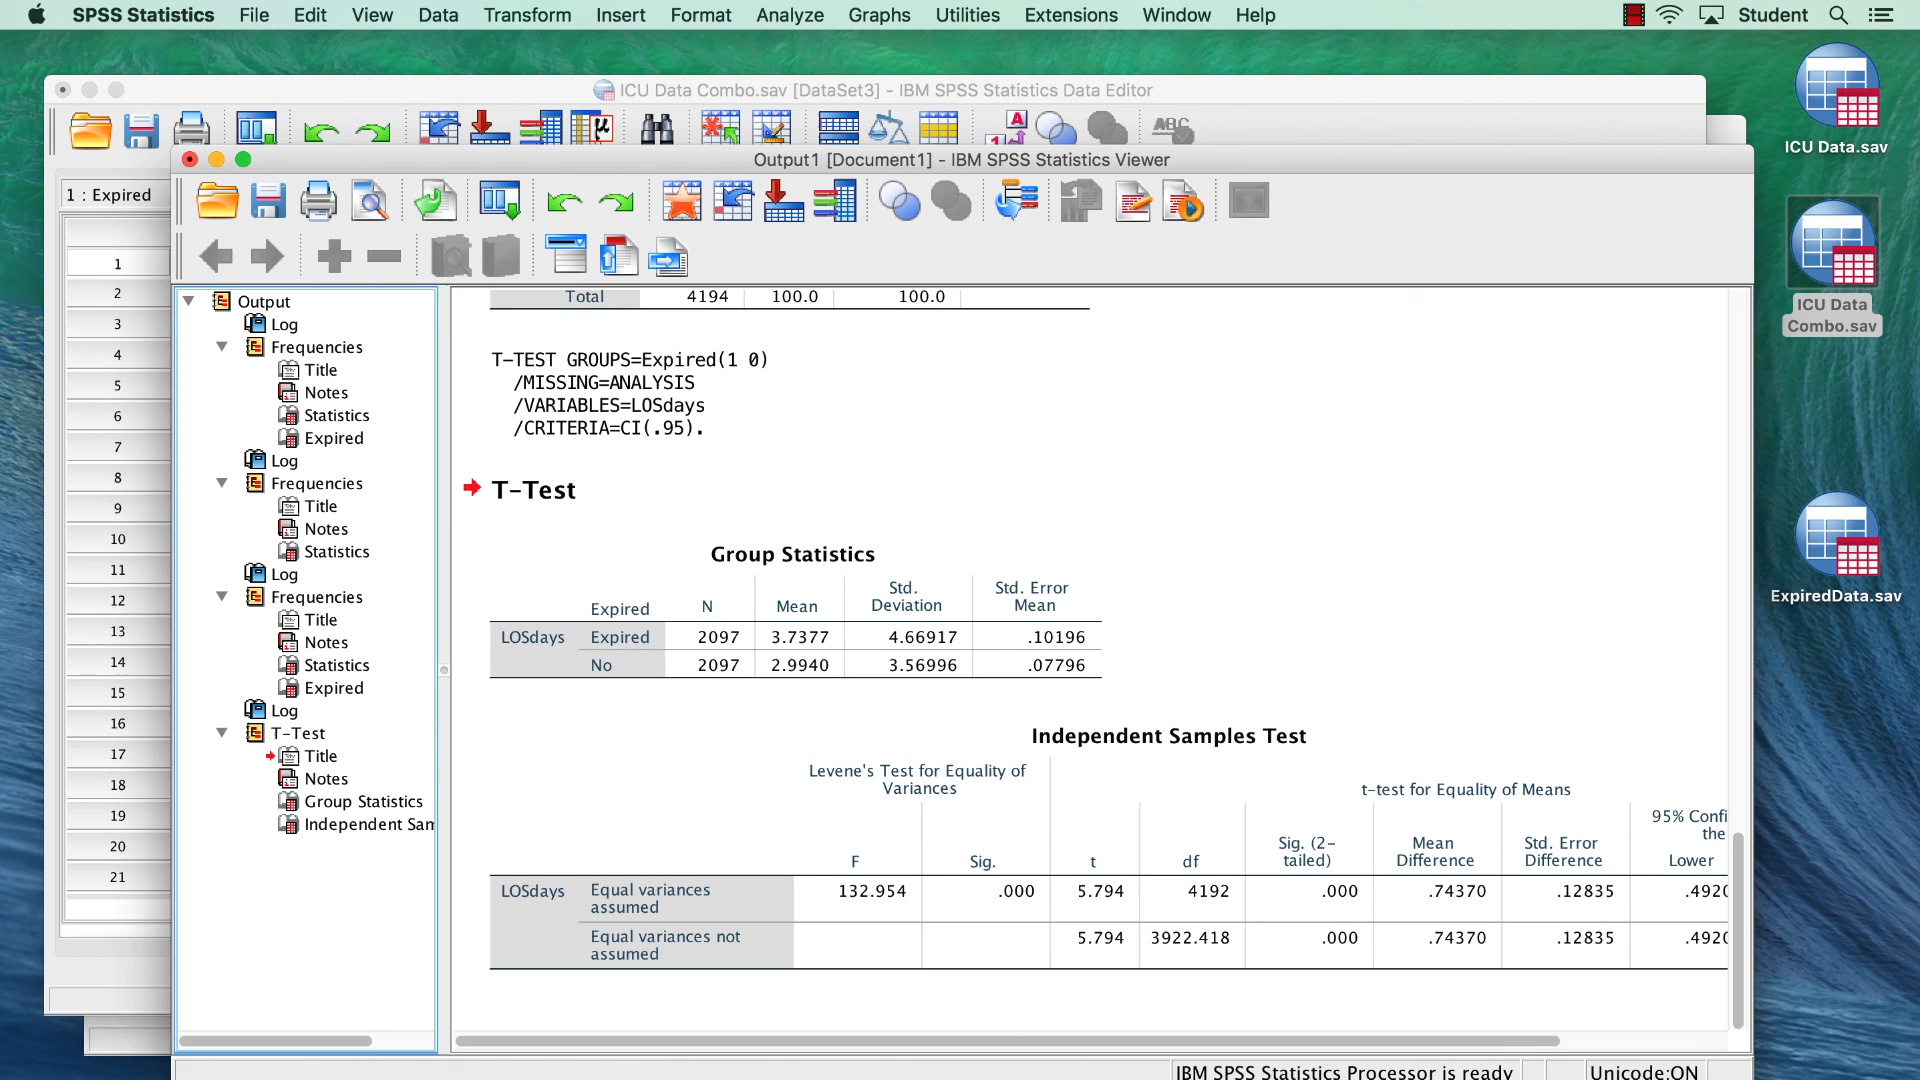 SPSS Statistics File Edit View Data Transform Insert Format Analyze Graphs Utilities Extensions Window Help Student
ICU Data Combo.sav [DataSet3] - IBM SPSS Statistics Data Editor
ICU Data.sav
ICU Data
Combo.sav
ExpiredData.sav
1 : Expired
1
2
3
4
5
6
7
8
9
10
11
12
13
14
15
16
17
18
19
20
21
Output1 [Document1] - IBM SPSS Statistics Viewer
Output
Log
Frequencies
Title
Notes
Statistics
Expired
Log
Frequencies
Title
Notes
Statistics
Log
Frequencies
Title
Notes
Statistics
Expired
Log
T-Test
Title
Notes
Group Statistics
Independent Sam
Total 4194 100.0 100.0
T-TEST GROUPS=Expired(1 0)
/MISSING=ANALYSIS
/VARIABLES=LOSdays
/CRITERIA=CI(.95).
T-Test
Group Statistics
Expired N Mean Std. Deviation Std. Error Mean
LOSdays Expired 2097 3.7377 4.66917 .10196
No 2097 2.9940 3.56996 .07796
Independent Samples Test
Levene's Test for Equality of Variances
t-test for Equality of Means
95% Confi
the
F Sig. t df Sig. (2-tailed) Mean Difference Std. Error Difference Lower
LOSdays Equal variances assumed 132.954 .000 5.794 4192 .000 .74370 .12835 .4920
Equal variances not assumed 5.794 3922.418 .000 .74370 .12835 .4920
IBM SPSS Statistics Processor is ready Unicode:ON